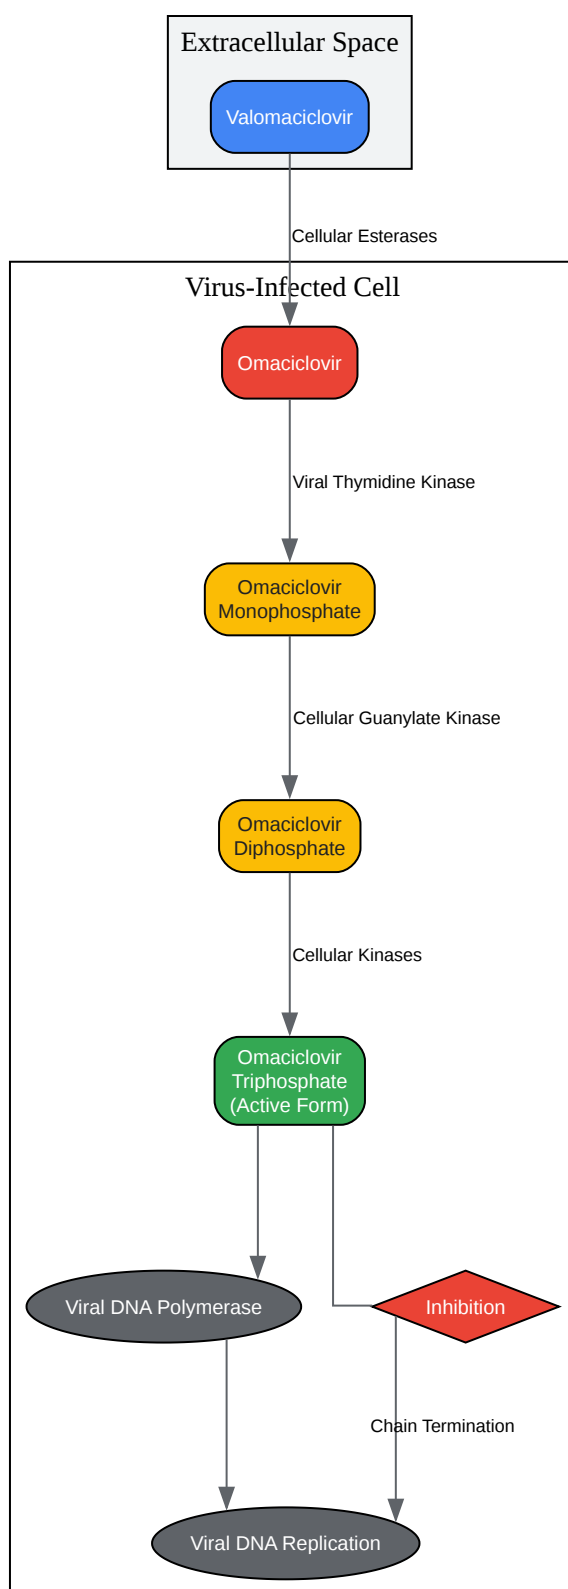 Extracellular Space
Valomaciclovir
Cellular Esterases
Virus-Infected Cell
Omaciclovir
Viral Thymidine Kinase
Omaciclovir
Monophosphate
Cellular Guanylate Kinase
Omaciclovir
Diphosphate
Cellular Kinases
Omaciclovir
Triphosphate
(Active Form)
Viral DNA Polymerase
Inhibition
Chain Termination
Viral DNA Replication